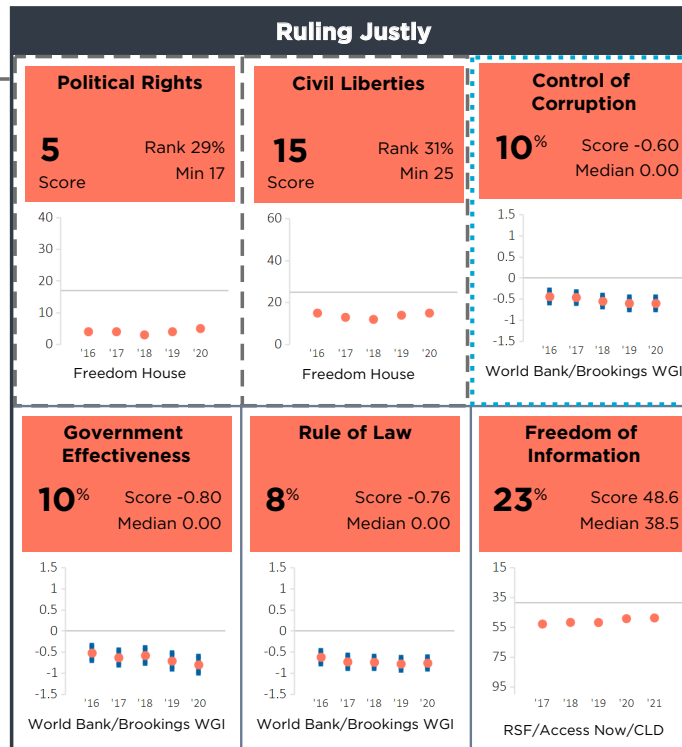 Ruling Justly
Political Rights
5
Score
Rank 29%
Min 17
40
30
20
10
0
'16 '17 '18 '19 '20
Freedom House
Civil Liberties
15
Score
Rank 31%
Min 25
60
40
20
0
'16 '17 '18 '19 '20
Freedom House
Control of
Corruption
10%
Score -0.60
Median 0.00
1.5
1
0.5
0
-0.5
-1
-1.5
'16 '17 '18 '19 '20
World Bank/Brookings WGI
Government
Effectiveness
10%
Score -0.80
Median 0.00
1.5
1
0.5
0
-0.5
-1
-1.5
'16 '17 '18 '19 '20
World Bank/Brookings WGI
Rule of Law
8%
Score -0.76
Median 0.00
1.5
1
0.5
0
-0.5
-1
-1.5
'16 '17 '18 '19 '20
World Bank/Brookings WGI
Freedom of
Information
23%
Score 48.6
Median 38.5
15
35
55
75
95
'17 '18 '19 '20 '21
RSF/Access Now/CLD